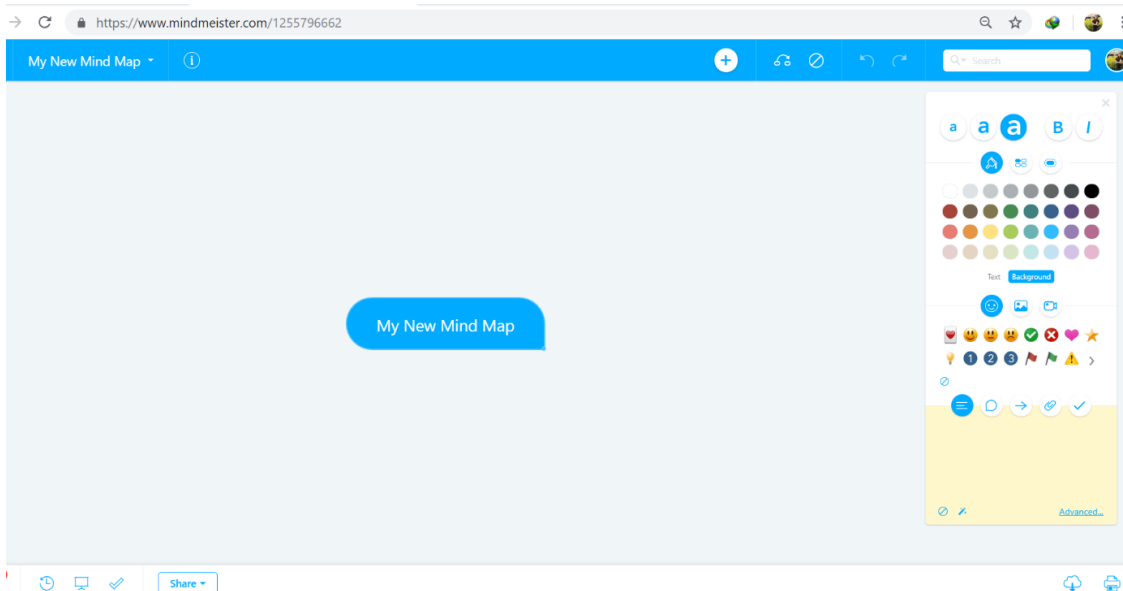 https://www.mindmeister.com/1255796662
My New Mind Map
Search
a a a B I
Text Background
My New Mind Map
1 2 3
Advanced...
Share